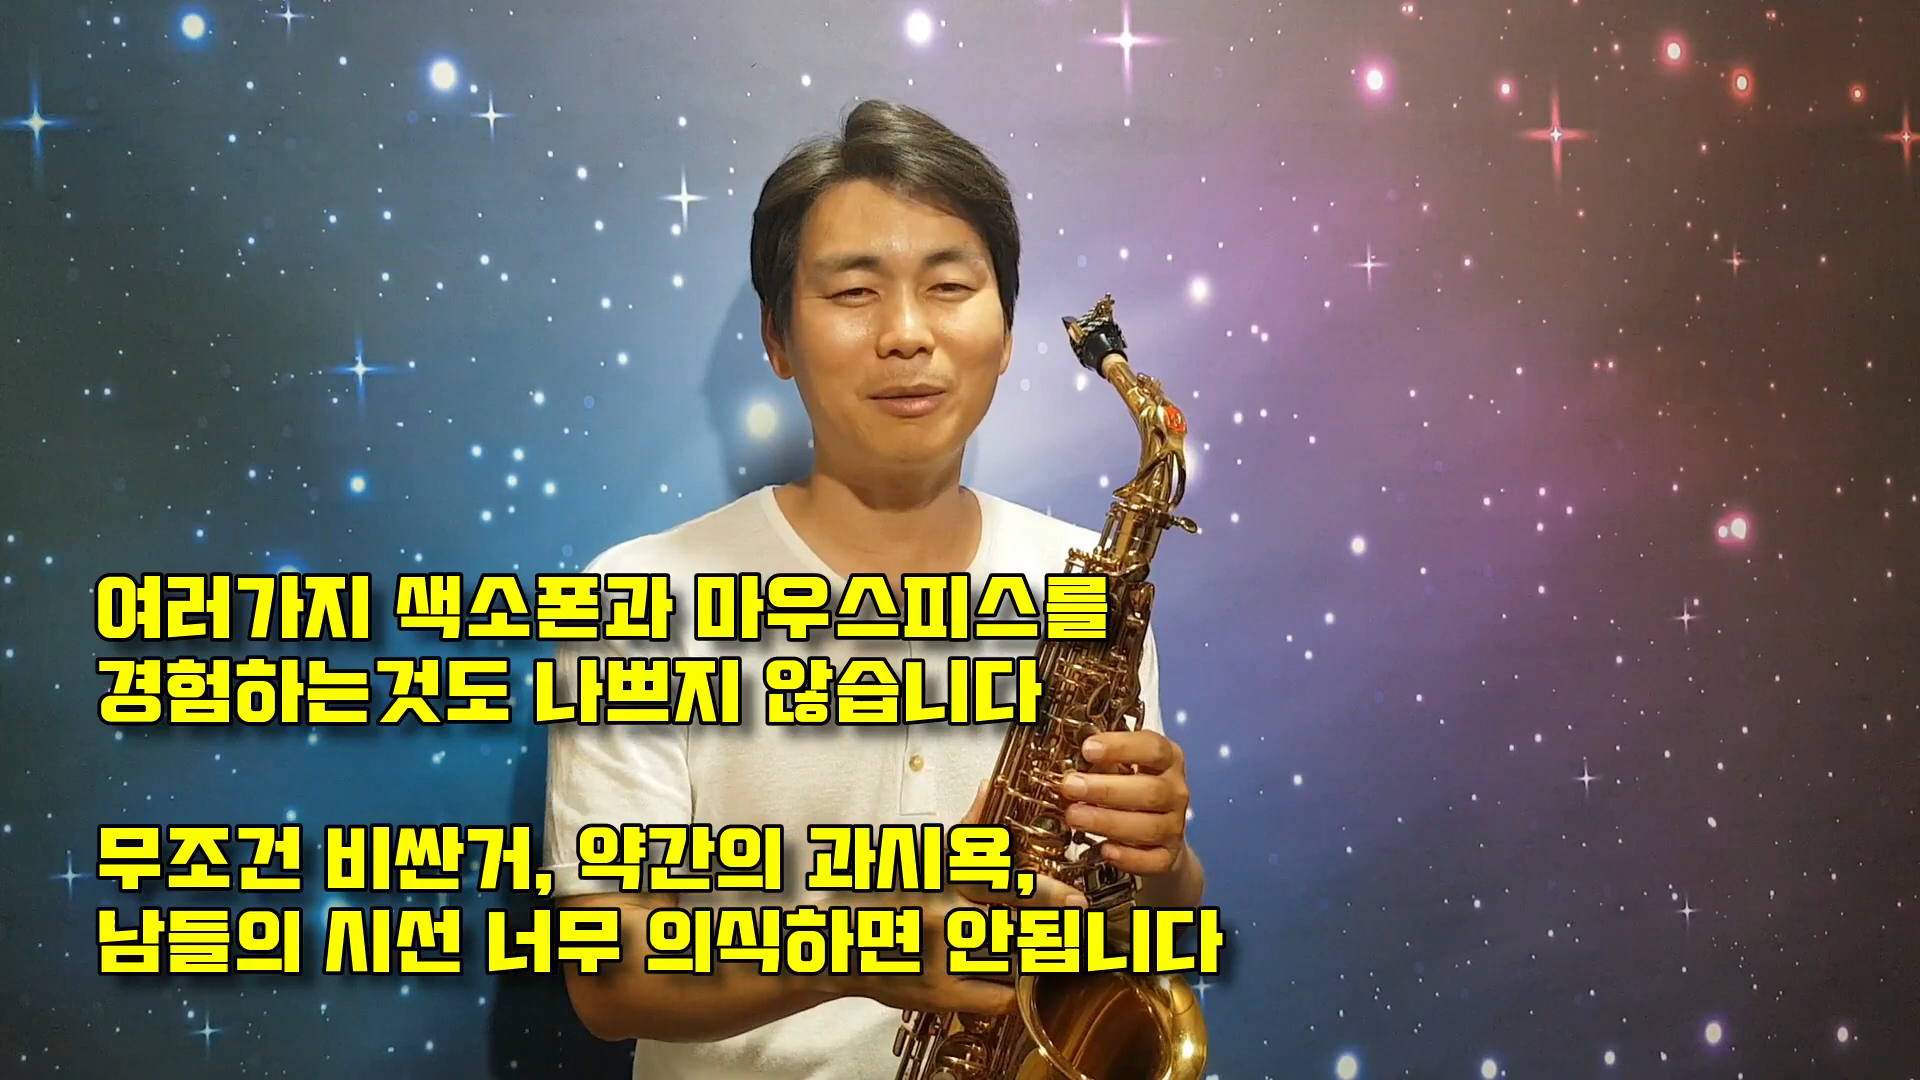 여러가지 색소폰과 마우스피스를
경험하는것도 나쁘지 않습니다
무조건 비싼거, 약간의 과시욕,
남들의 시선 너무 의식하면 안됩니다